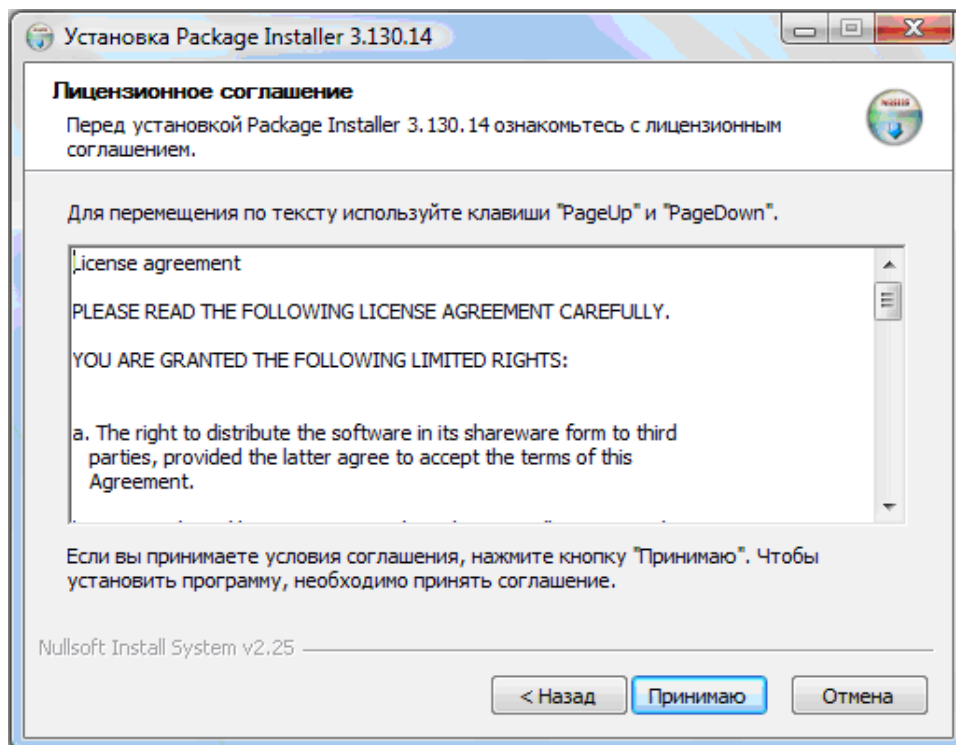 Установка Package Installer 3.130.14
Лицензионное соглашение
Перед установкой Package Installer 3.130.14 ознакомьтесь с лицензионным
соглашением.
Для перемещения по тексту используйте клавиши "PageUp" и "PageDown".
License agreement
PLEASE READ THE FOLLOWING LICENSE AGREEMENT CAREFULLY.
YOU ARE GRANTED THE FOLLOWING LIMITED RIGHTS:
a. The right to distribute the software in its shareware form to third
parties, provided the latter agree to accept the terms of this
Agreement.
Если вы принимаете условия соглашения, нажмите кнопку "Принимаю". Чтобы
установить программу, необходимо принять соглашение.
Nullsoft Install System v2.25
< Назад
Принимаю
Отмена